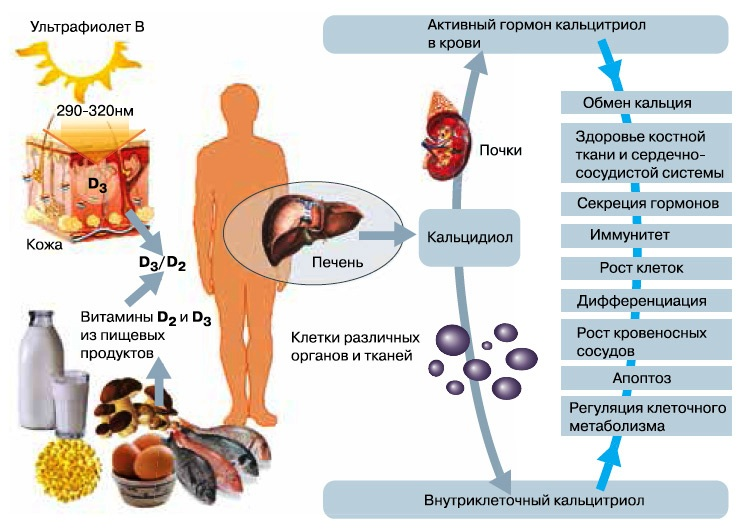 Ультрафиолет В
290-320нм
D3
Кожа
D3/D2
Витамины D2 и D3
из пищевых
продуктов
Печень
Кальцидиол
Почки
Клетки различных
органов и тканей
Активный гормон кальцитриол
в крови
Обмен кальция
Здоровье костной
ткани и сердечно-
сосудистой системы
Секреция гормонов
Иммунитет
Рост клеток
Дифференциация
Рост кровеносных
сосудов
Апоптоз
Регуляция клеточного
метаболизма
Внутриклеточный кальцитриол